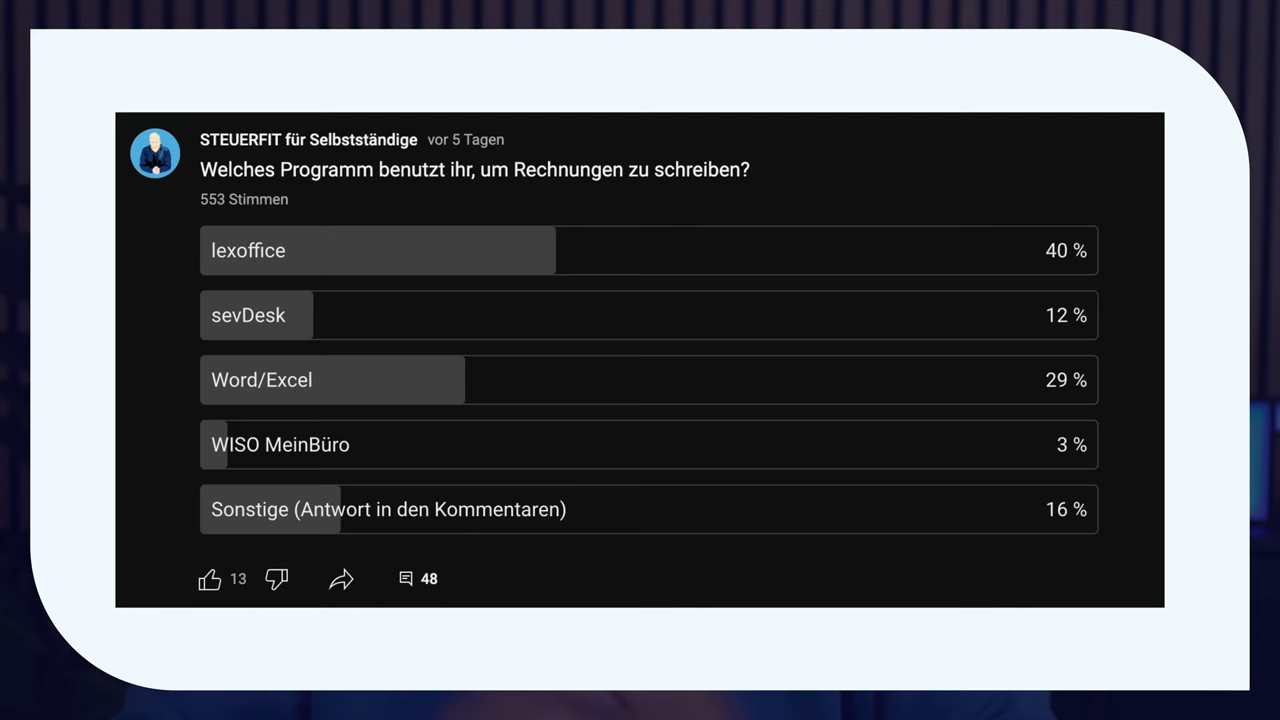 STEUERFIT für Selbstständige vor 5 Tagen
Welches Programm benutzt ihr, um Rechnungen zu schreiben?
553 Stimmen
lexoffice 40 %
sevDesk 12 %
Word/Excel 29 %
WISO MeinBüro 3 %
Sonstige (Antwort in den Kommentaren) 16 %
13 48